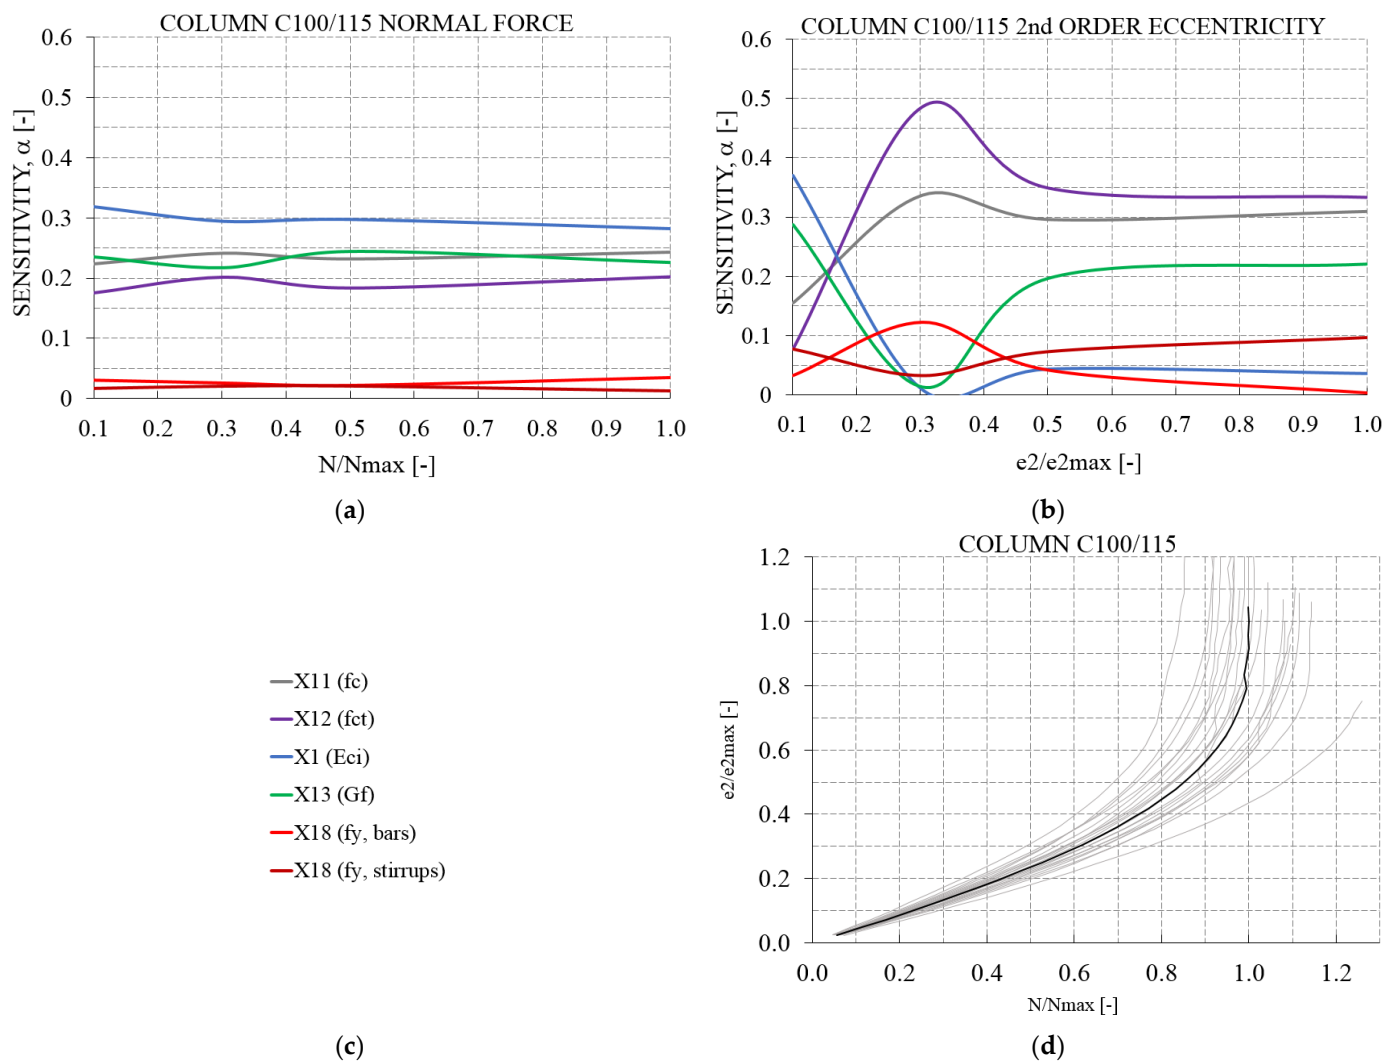 COLUMN C100/115 NORMAL FORCE
SENSITIVITY, α [-]
0.6
0.5
0.4
0.3
0.2
0.1
0
0.1 0.2 0.3 0.4 0.5 0.6 0.7 0.8 0.9 1.0
N/Nmax [-]
(a)
COLUMN C100/115 2nd ORDER ECCENTRICITY
SENSITIVITY, α [-]
0.6
0.5
0.4
0.3
0.2
0.1
0
0.1 0.2 0.3 0.4 0.5 0.6 0.7 0.8 0.9 1.0
e2/e2max [-]
(b)
X11 (fc)
X12 (fct)
X1 (Eci)
X13 (Gf)
X18 (fy, bars)
X18 (fy, stirrups)
(c)
COLUMN C100/115
e2/e2max [-]
1.2
1.0
0.8
0.6
0.4
0.2
0.0
0.0 0.2 0.4 0.6 0.8 1.0 1.2
N/Nmax [-]
(d)